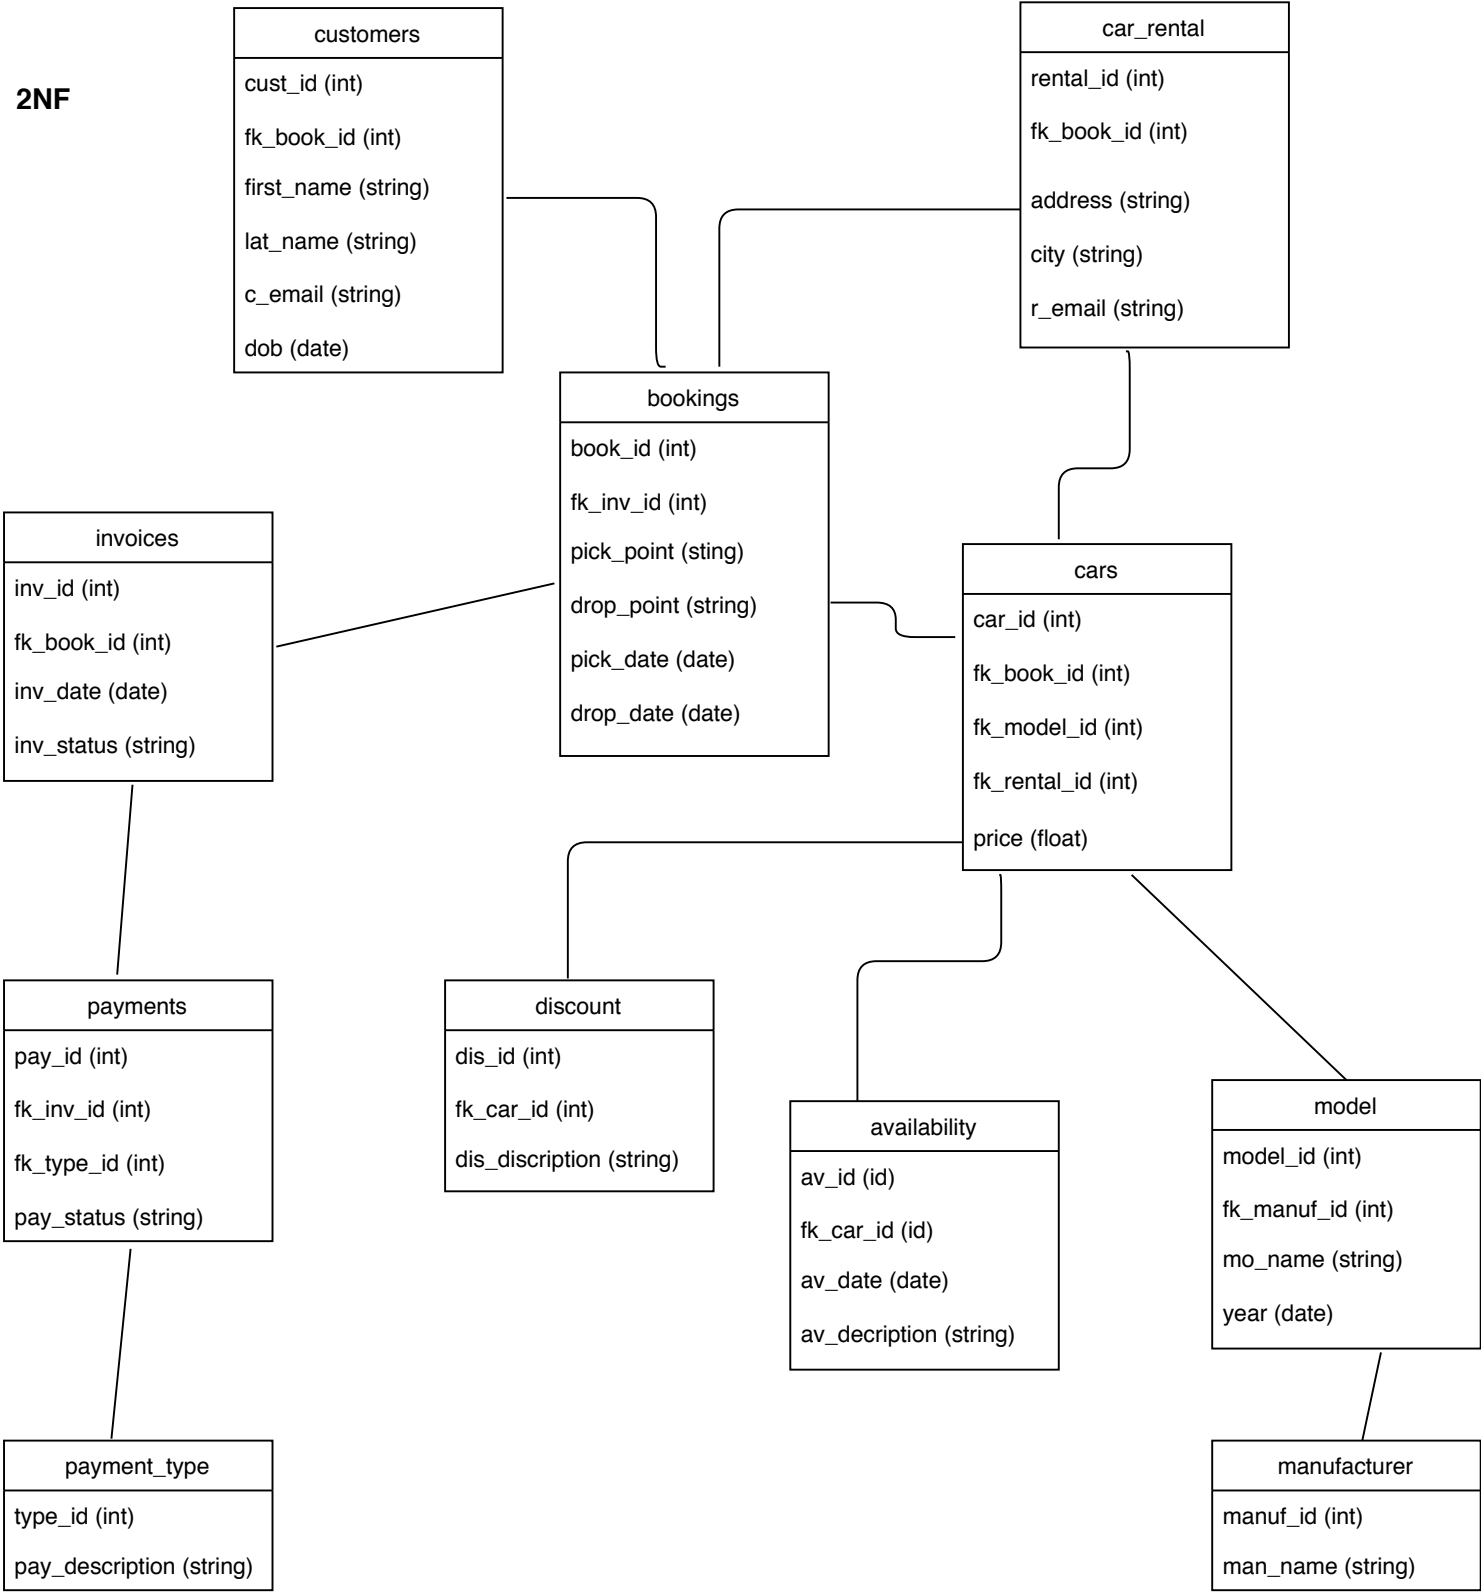 2NF
customers
cust_id (int)
fk_book_id (int)
first_name (string)
lat_name (string)
c_email (string)
dob (date)
car_rental
rental_id (int)
fk_book_id (int)
address (string)
city (string)
r_email (string)
bookings
book_id (int)
fk_inv_id (int)
pick_point (sting)
drop_point (string)
pick_date (date)
drop_date (date)
invoices
inv_id (int)
fk_book_id (int)
inv_date (date)
inv_status (string)
cars
car_id (int)
fk_book_id (int)
fk_model_id (int)
fk_rental_id (int)
price (float)
payments
pay_id (int)
fk_inv_id (int)
fk_type_id (int)
pay_status (string)
discount
dis_id (int)
fk_car_id (int)
dis_discription (string)
availability
av_id (id)
fk_car_id (id)
av_date (date)
av_decription (string)
model
model_id (int)
fk_manuf_id (int)
mo_name (string)
year (date)
payment_type
type_id (int)
pay_description (string)
manufacturer
manuf_id (int)
man_name (string)